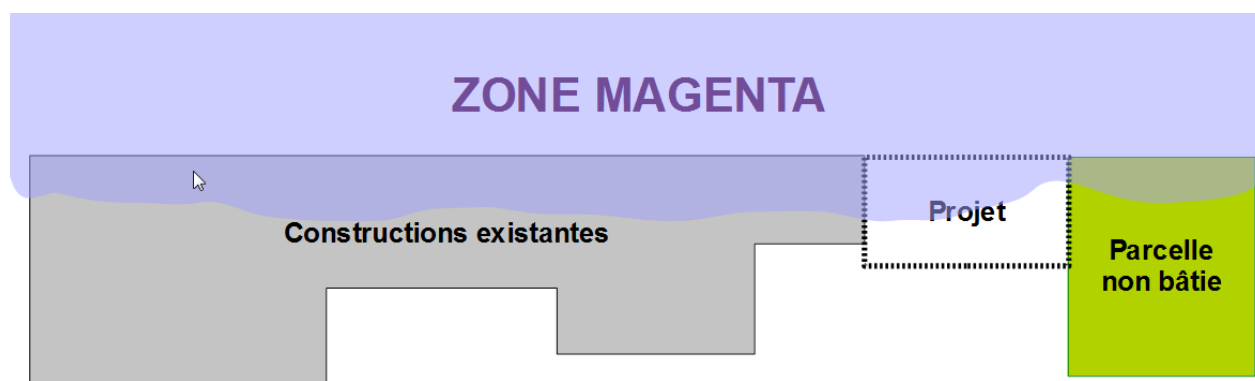 ZONE MAGENTA
Projet
Constructions existantes
Parcelle
non bâtie